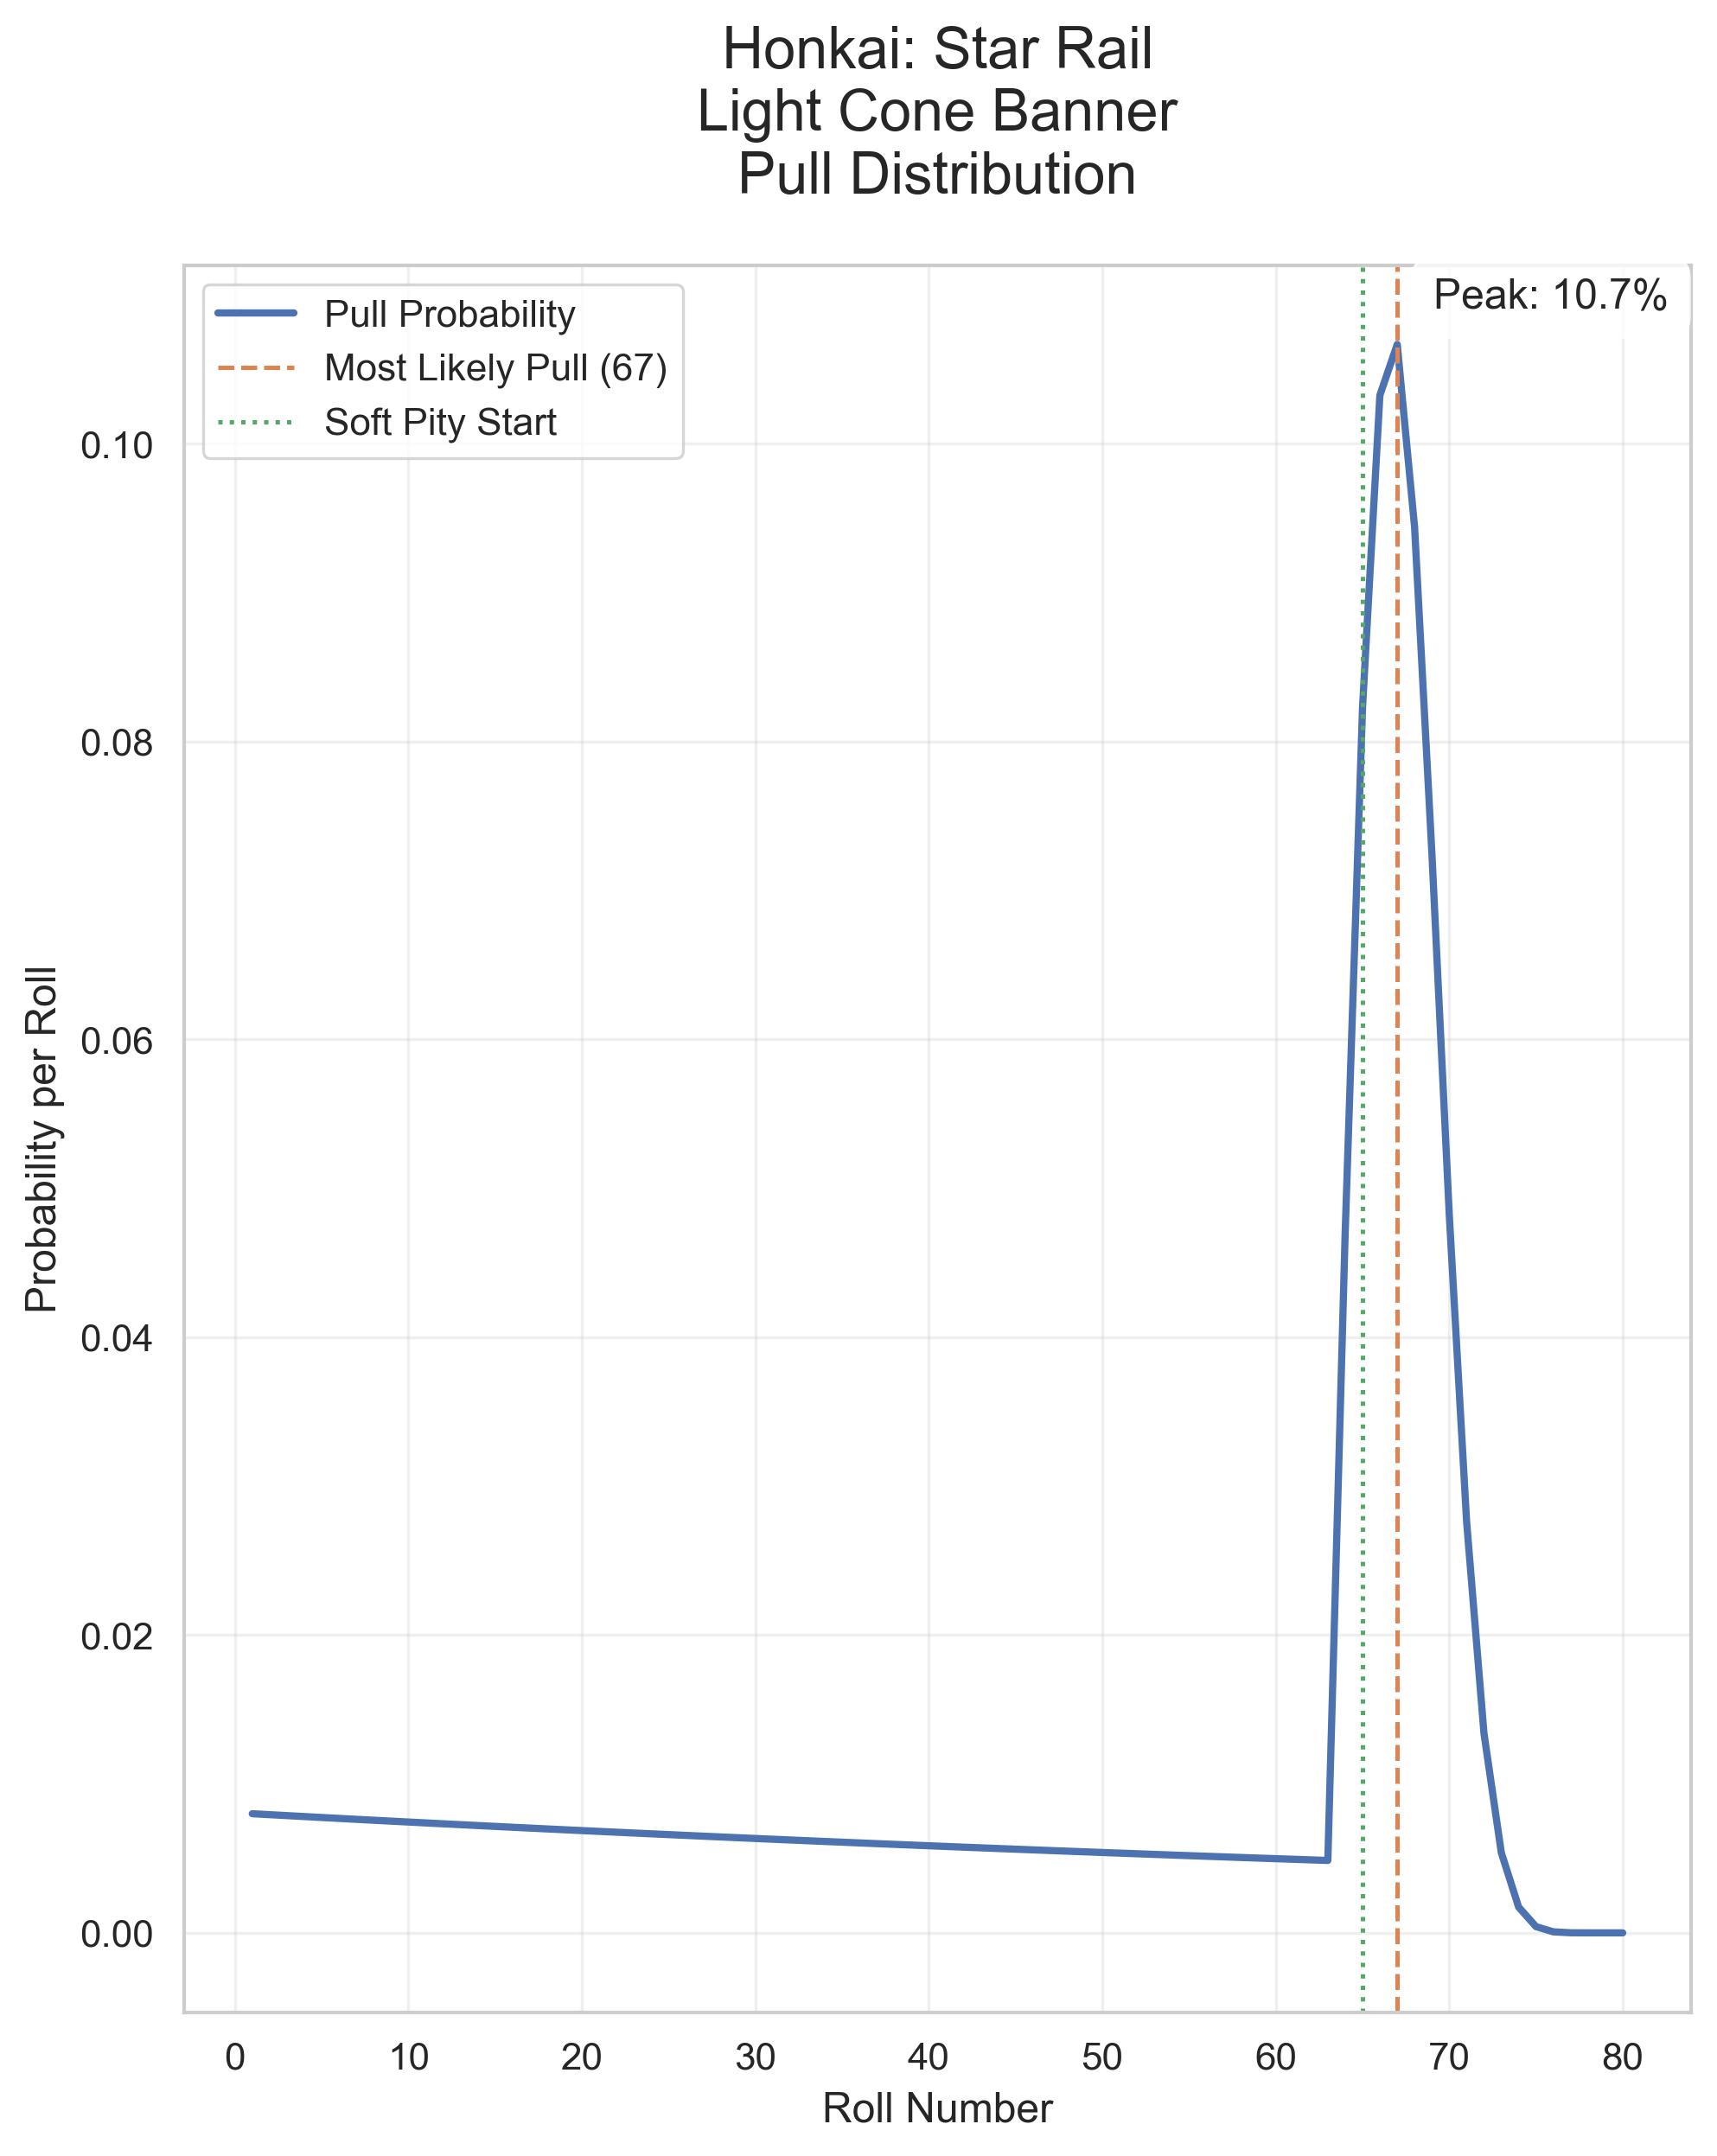 Honkai: Star Rail
Light Cone Banner
Pull Distribution
Pull Probability
Most Likely Pull (67)
Soft Pity Start
Peak: 10.7%
Probability per Roll
0.10
0.08
0.06
0.04
0.02
0.00
0 10 20 30 40 50 60 70 80
Roll Number